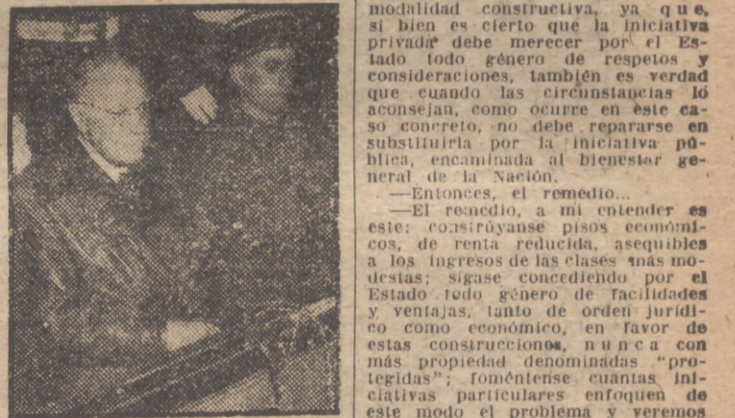 modalidad constructiva, ya que,
si bien es cierto que la iniciativa
privada debe merecer por el Es-
tado todo género de respetos y
consideraciones, también es verdad
que cuando las circunstancias lo
aconsejan, como ocurre en este ca-
so concreto, no debe repararse en
substituirla por la iniciativa pú-
blica, encaminada al bienestar ge-
neral de la Nación.
—Entonces, el remedio...
—El remedio, a mi entender es
este: constrúyanse pisos económi-
cos, de renta reducida, asequibles
a los ingresos de las clases más mo-
destas; sígase concediendo por el
Estado todo género de facilidades
y ventajas, tanto de orden jurídi-
co como económico, en favor de
estas construcciones, nunca con
más propiedad denominadas "pro-
tegidas"; foméntense cuantas ini-
ciativas particulares enfoquen de
este modo el problema y veremos